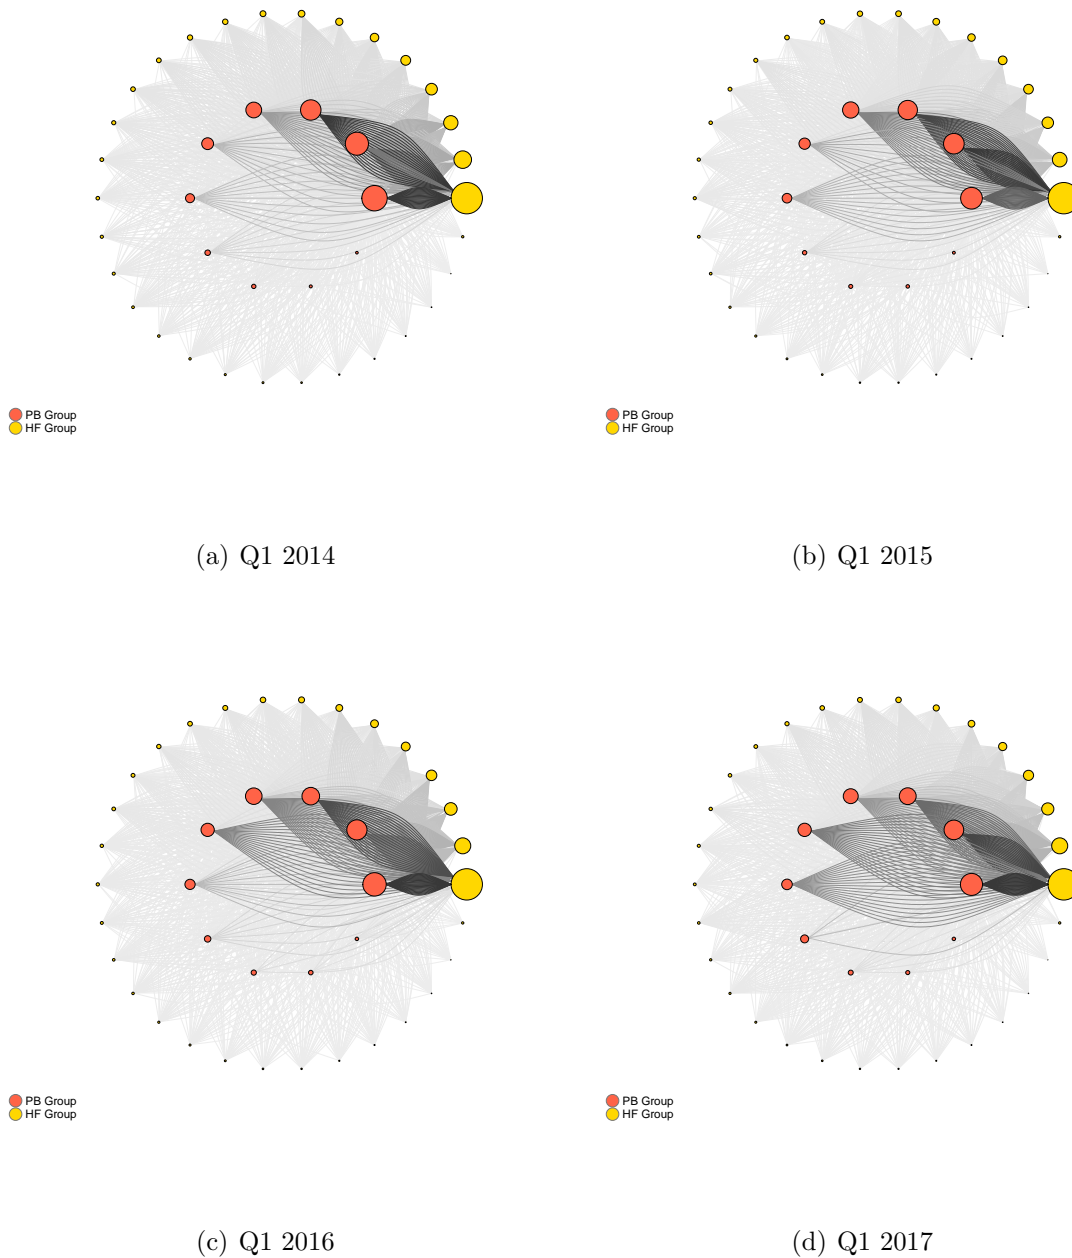 PB Group
HF Group
PB Group
HF Group
(a) Q1 2014
(b) Q1 2015
PB Group
HF Group
PB Group
HF Group
(c) Q1 2016
(d) Q1 2017